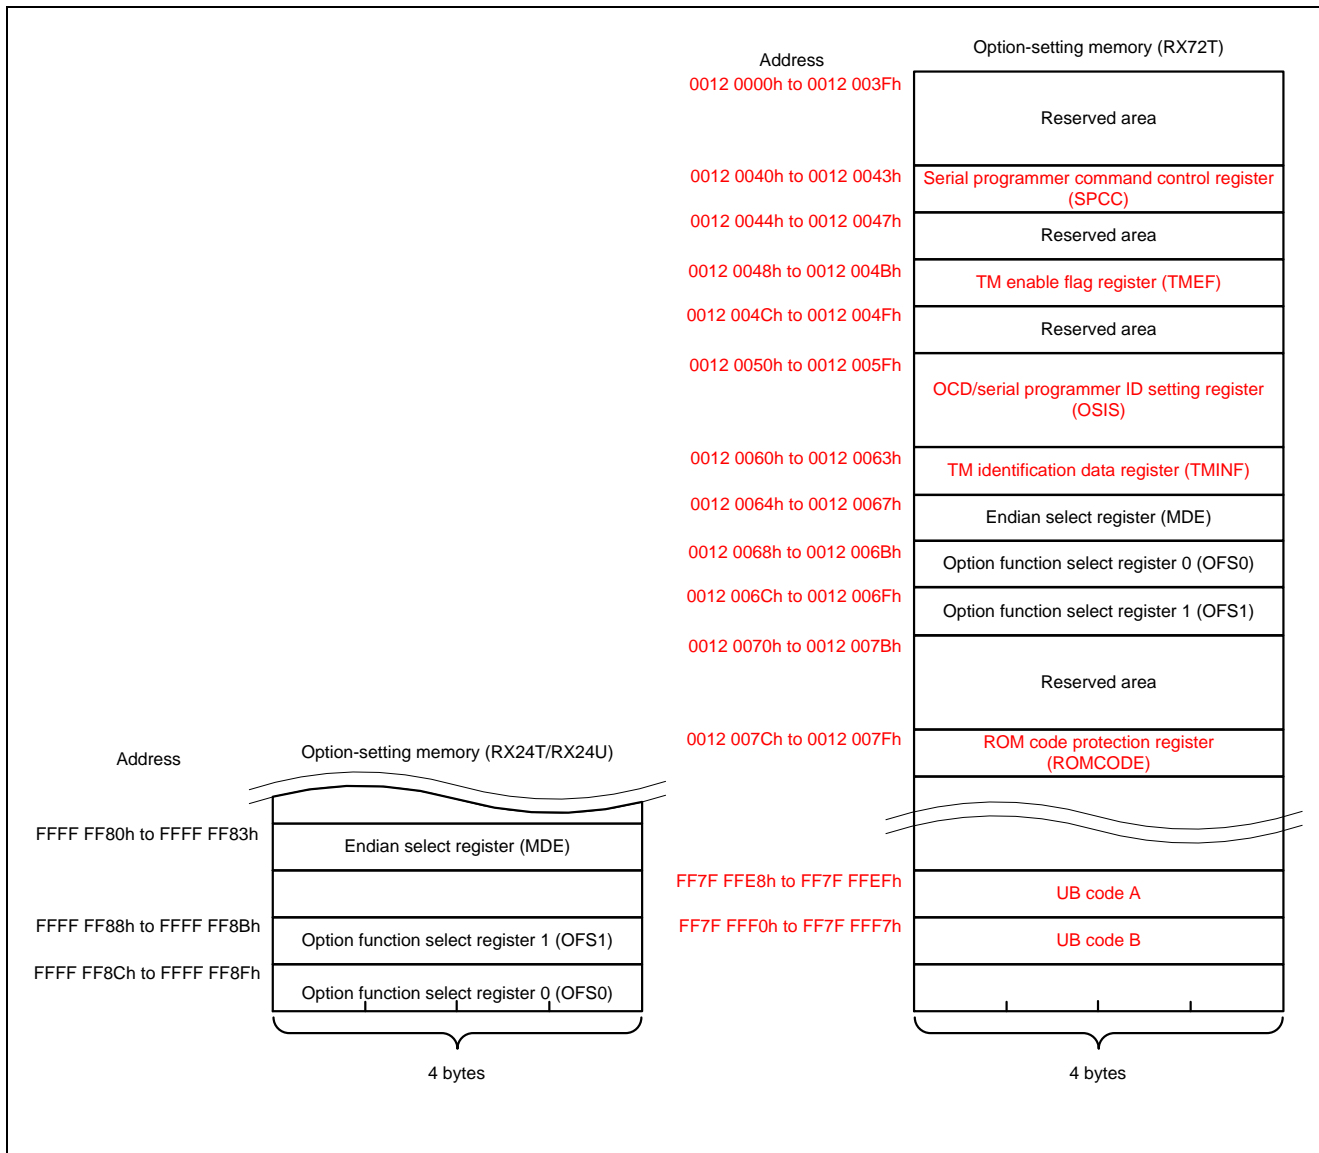 Option-setting memory (RX72T)
Address
0012 0000h to 0012 003Fh
Reserved area
0012 0040h to 0012 0043h
Serial programmer command control register
(SPCC)
0012 0044h to 0012 0047h
Reserved area
0012 0048h to 0012 004Bh
TM enable flag register (TMEF)
0012 004Ch to 0012 004Fh
Reserved area
0012 0050h to 0012 005Fh
OCD/serial programmer ID setting register
(OSIS)
0012 0060h to 0012 0063h
TM identification data register (TMINF)
0012 0064h to 0012 0067h
Endian select register (MDE)
0012 0068h to 0012 006Bh
Option function select register 0 (OFS0)
0012 006Ch to 0012 006Fh
Option function select register 1 (OFS1)
0012 0070h to 0012 007Bh
Reserved area
0012 007Ch to 0012 007Fh
ROM code protection register
(ROMCODE)
FF7F FFE8h to FF7F FFEFh
UB code A
FF7F FFF0h to FF7F FFF7h
UB code B
4 bytes
Address
Option-setting memory (RX24T/RX24U)
FFFF FF80h to FFFF FF83h
Endian select register (MDE)
FFFF FF88h to FFFF FF8Bh
Option function select register 1 (OFS1)
FFFF FF8Ch to FFFF FF8Fh
Option function select register 0 (OFS0)
4 bytes